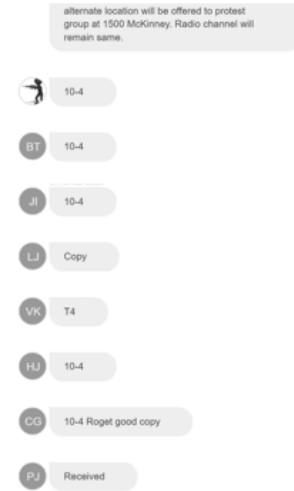 alternate location will be offered to protest
group at 1500 McKinney. Radio channel will
remain same.
10-4
BT 10-4
JI 10-4
LJ Copy
VK T4
HJ 10-4
CG 10-4 Roget good copy
PJ Received